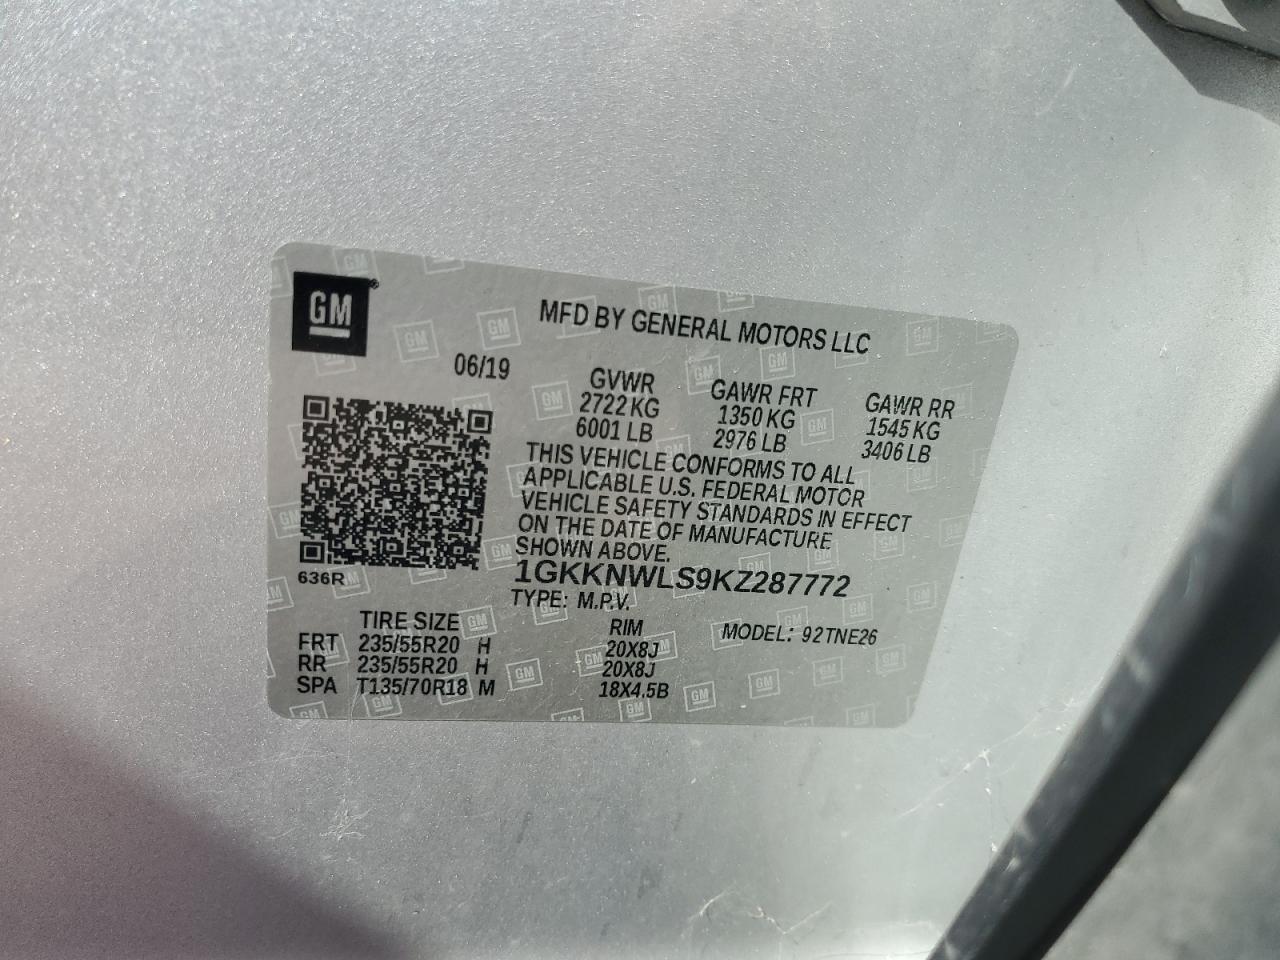 GM
MFD BY GENERAL MOTORS LLC
06/19
GVWR GAWR FRT GAWR RR
2722 KG 1350 KG 1545 KG
6001 LB 2976 LB 3406 LB
THIS VEHICLE CONFORMS TO ALL
APPLICABLE U.S. FEDERAL MOTOR
VEHICLE SAFETY STANDARDS IN EFFECT
ON THE DATE OF MANUFACTURE
SHOWN ABOVE.
636R
1GKKNWLS9KZ287772
TYPE: M.P.V.
MODEL: 92TNE26
TIRE SIZE RIM
FRT 235/55R20 H 20X8J
RR 235/55R20 H 20X8J
SPA T135/70R18 M 18X4.5B